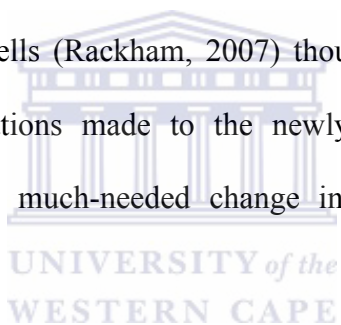 ells (Rackham, 2007) thou
tions made to the newly
much-needed change in
UNIVERSITY of the
WESTERN CAPE